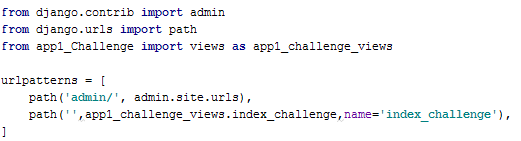 from django.contrib import admin
from django.urls import path
from app1_Challenge import views as app1_challenge_views

urlpatterns = [
    path('admin/', admin.site.urls),
    path('',app1_challenge_views.index_challenge,name='index_challenge'),
]